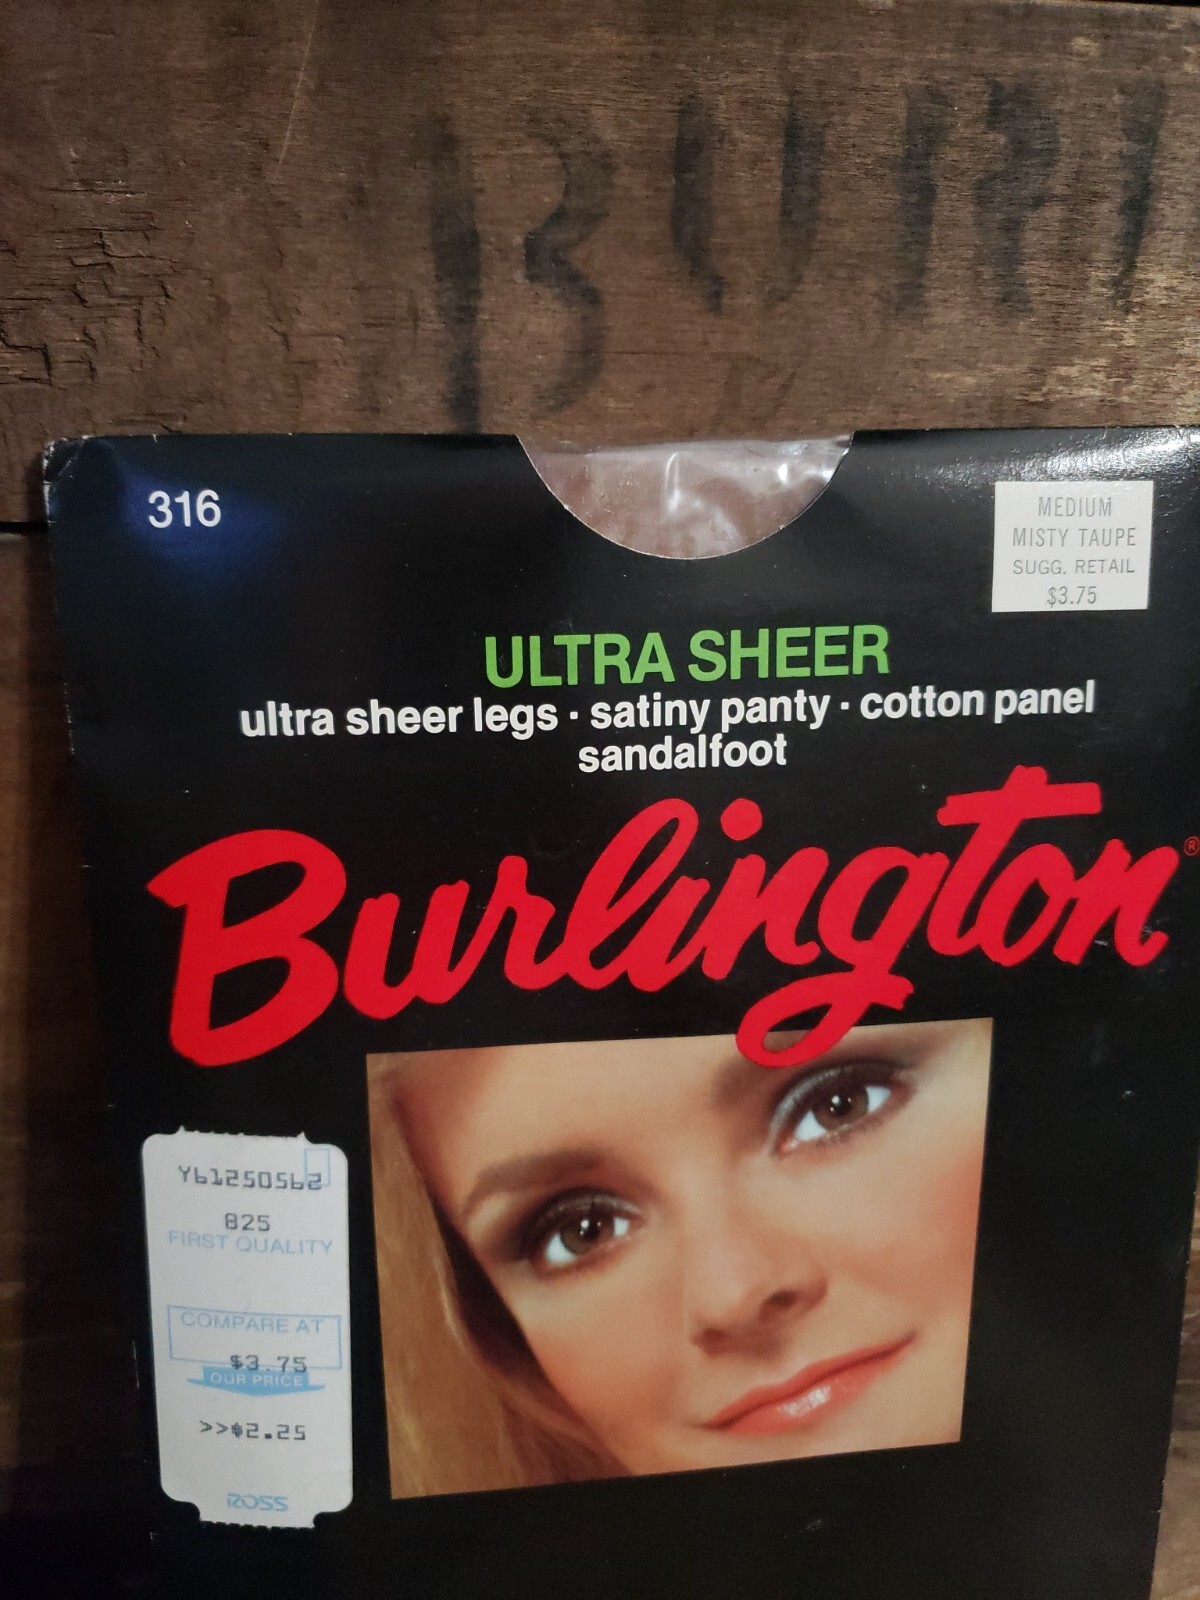 316
MEDIUM
MISTY TAUPE
SUGG. RETAIL
$3.75
ULTRA SHEER
ultra sheer legs · satiny panty · cotton panel
sandalfoot
Burlington®
Y61250562
825
FIRST QUALITY
COMPARE AT
$3.75
OUR PRICE
>>$2.25
ROSS